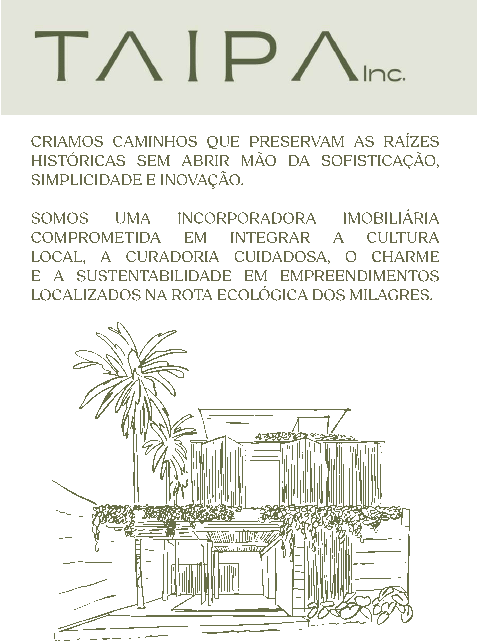 TAIPA Inc.
CRIAMOS CAMINHOS QUE PRESERVAM AS RAÍZES
HISTÓRICAS SEM ABRIR MÃO DA SOFISTICAÇÃO,
SIMPLICIDADE E INOVAÇÃO.
SOMOS UMA INCORPORADORA IMOBILIÁRIA
COMPROMETIDA EM INTEGRAR A CULTURA
LOCAL, A CURADORIA CUIDADOSA, O CHARME
E A SUSTENTABILIDADE EM EMPREENDIMENTOS
LOCALIZADOS NA ROTA ECOLÓGICA DOS MILAGRES.